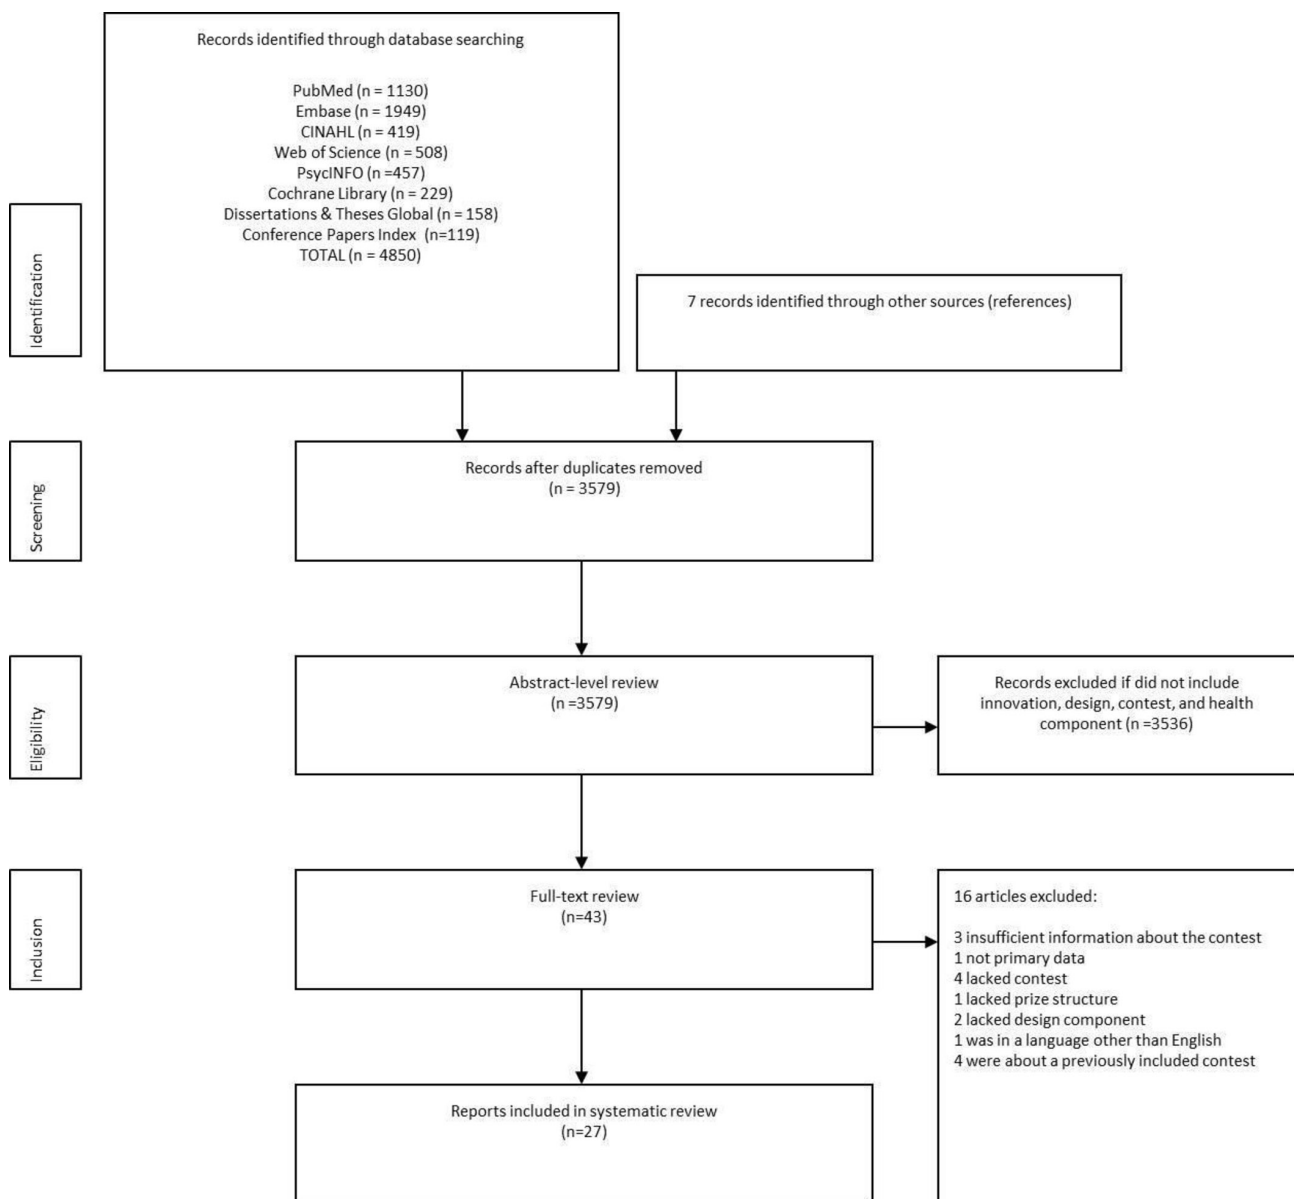 Records identified through database searching
PubMed (n = 1130)
Embase (n = 1949)
CINAHL (n = 419)
Web of Science (n = 508)
PsycINFO (n =457)
Cochrane Library (n = 229)
Dissertations & Theses Global (n = 158)
Conference Papers Index (n=119)
TOTAL (n = 4850)
Identification
7 records identified through other sources (references)
Screening
Records after duplicates removed
(n = 3579)
Eligibility
Abstract-level review
(n =3579)
Records excluded if did not include
innovation, design, contest, and health
component (n =3536)
Inclusion
Full-text review
(n=43)
16 articles excluded:
3 insufficient information about the contest
1 not primary data
4 lacked contest
1 lacked prize structure
2 lacked design component
1 was in a language other than English
4 were about a previously included contest
Reports included in systematic review
(n=27)